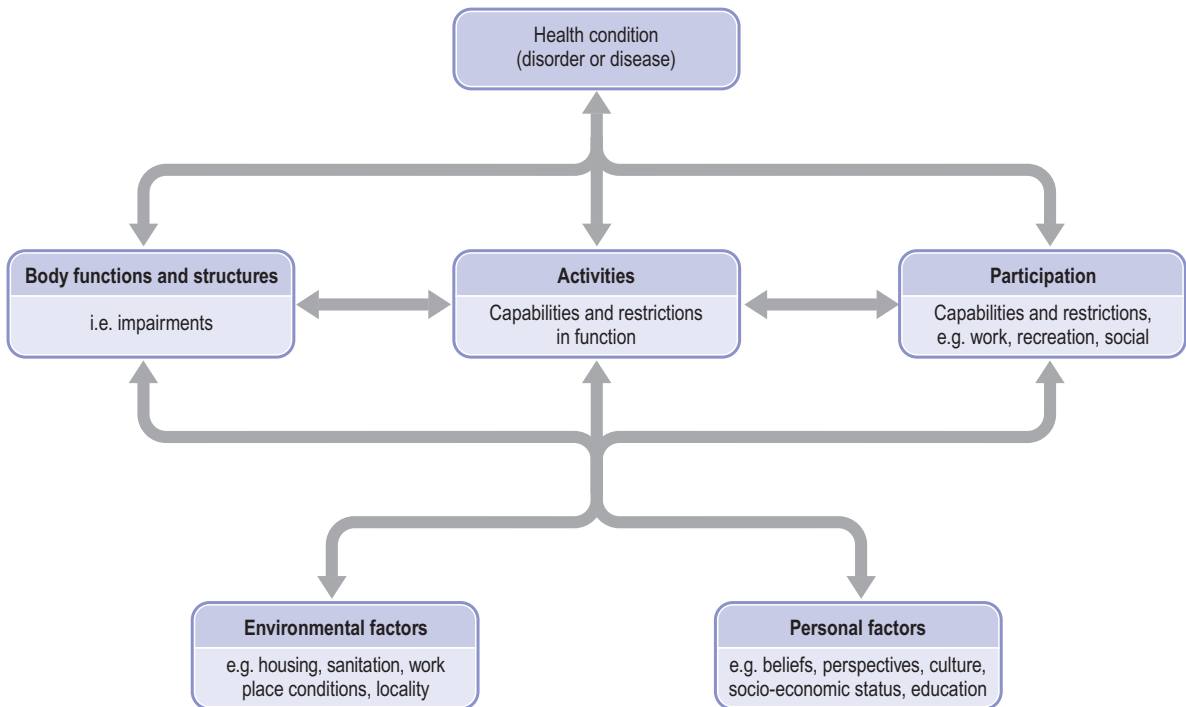 Health condition
(disorder or disease)
Body functions and structures
i.e. impairments
Activities
Capabilities and restrictions
in function
Participation
Capabilities and restrictions,
e.g. work, recreation, social
Environmental factors
e.g. housing, sanitation, work
place conditions, locality
Personal factors
e.g. beliefs, perspectives, culture,
socio-economic status, education